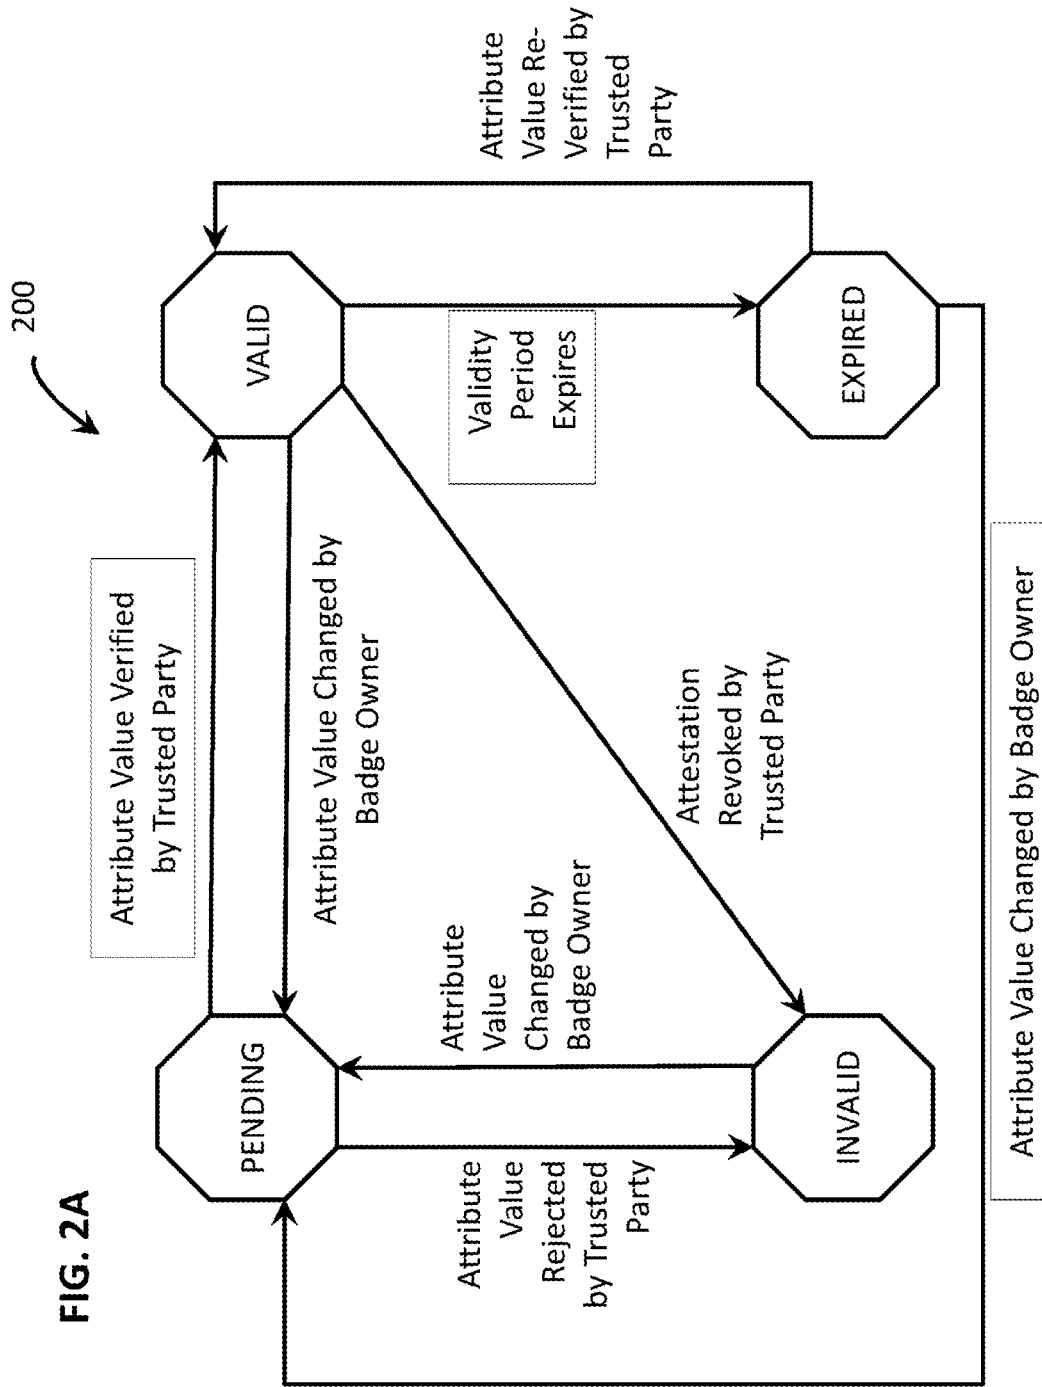 FIG. 2A
200
Attribute Value Verified
by Trusted Party
PENDING
VALID
Attribute Value Changed by
Badge Owner
Attribute
Value
Rejected
by Trusted
Party
Attribute
Value
Changed by
Badge Owner
Validity
Period
Expires
Attribute
Value Re-
Verified by
Trusted
Party
Attestation
Revoked by
Trusted Party
INVALID
EXPIRED
Attribute Value Changed by Badge Owner